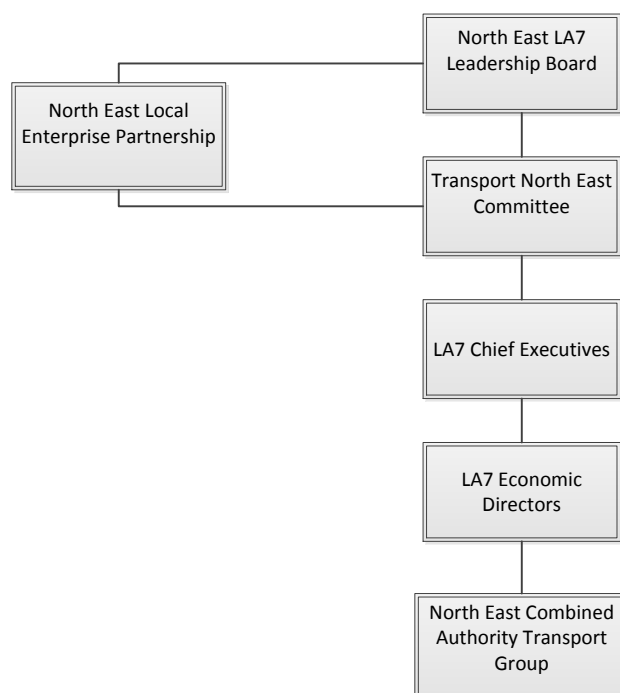 North East LA7
Leadership Board
North East Local
Enterprise Partnership
Transport North East
Committee
LA7 Chief Executives
LA7 Economic
Directors
North East Combined
Authority Transport
Group